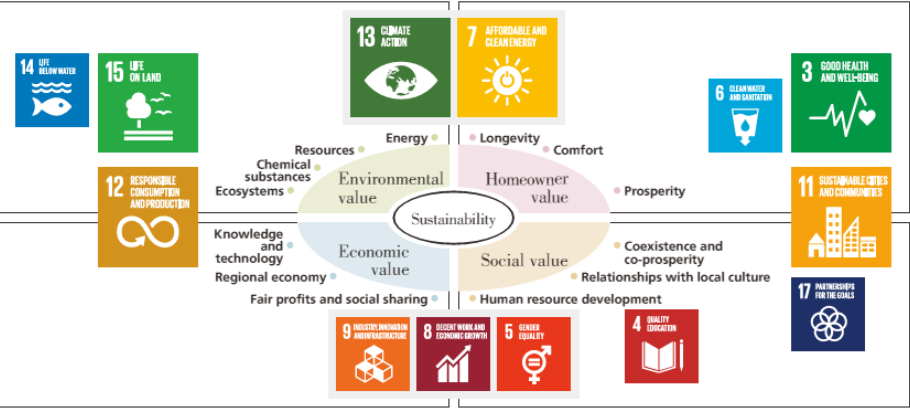 13 CLIMATE
ACTION
7 AFFORDABLE AND
CLEAN ENERGY
14 LIFE
BELOW WATER
15 LIFE
ON LAND
6 CLEAN WATER
AND SANITATION
3 GOOD HEALTH
AND WELL-BEING
Energy
Resources
Chemical
substances
Ecosystems
Longevity
Comfort
Prosperity
Environmental
value
Homeowner
value
12 RESPONSIBLE
CONSUMPTION
AND PRODUCTION
11 SUSTAINABLE CITIES
AND COMMUNITIES
Sustainability
Knowledge
and
technology
Regional economy
Fair profits and social sharing
Economic
value
Social value
Coexistence and
co-prosperity
Relationships with local culture
Human resource development
17 PARTNERSHIPS
FOR THE GOALS
9 INDUSTRY, INNOVATION
AND INFRASTRUCTURE
8 DECENT WORK AND
ECONOMIC GROWTH
5 GENDER
EQUALITY
4 QUALITY
EDUCATION